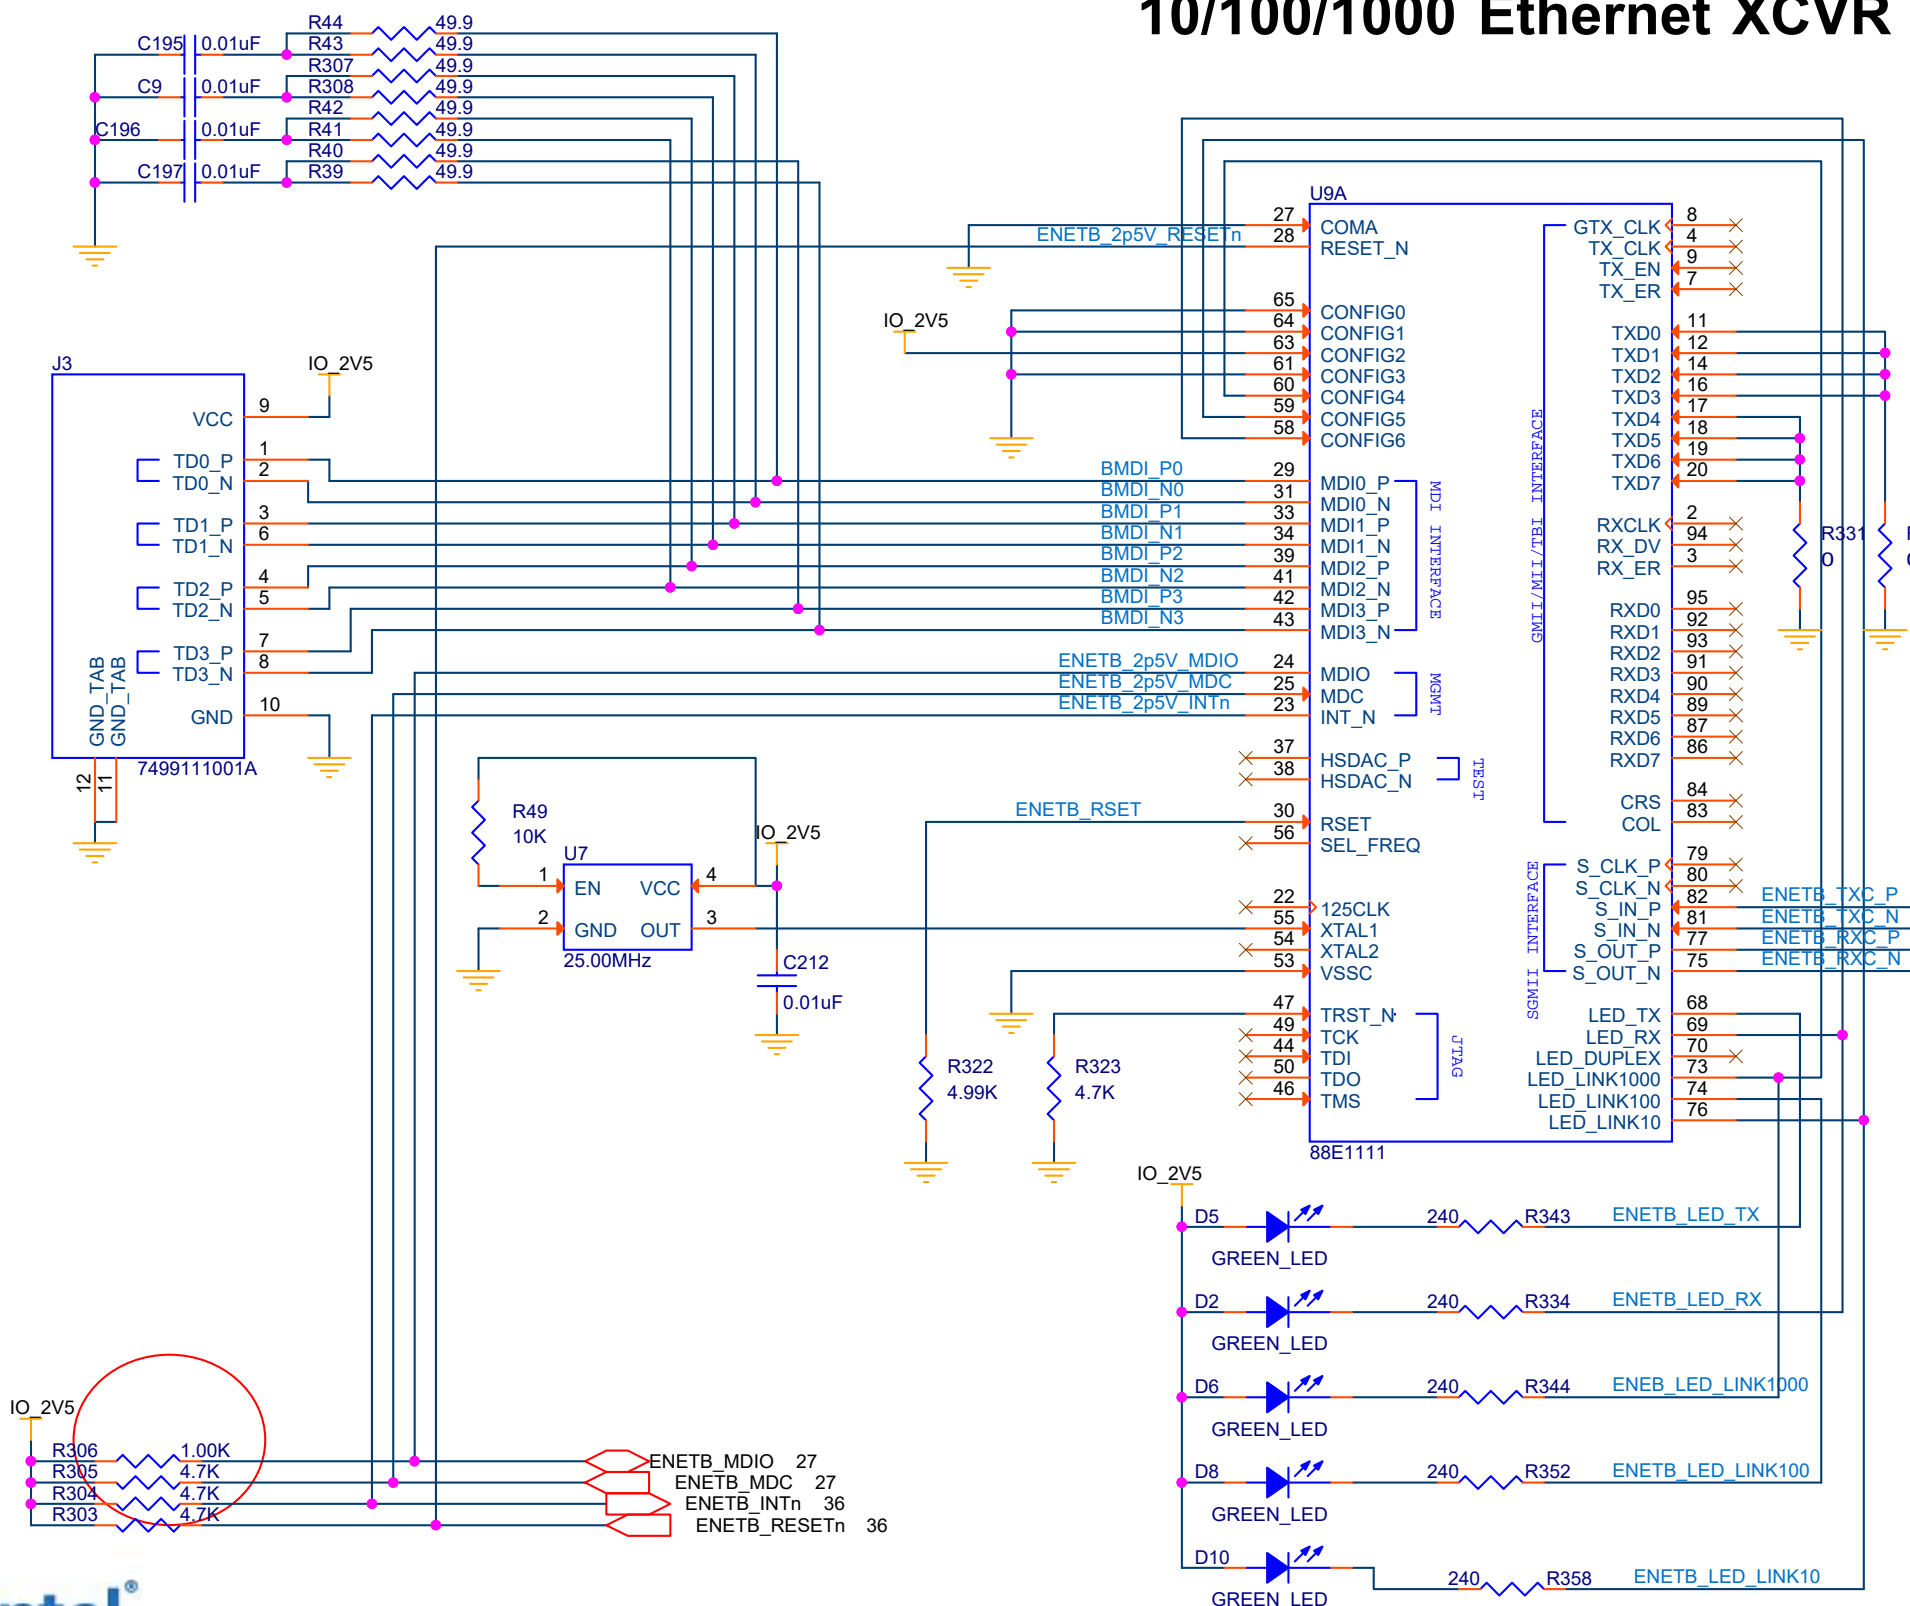 10/100/1000 Ethernet XCVR
R44 49.9
C195 0.01uF R43 49.9
R307 49.9
C9 0.01uF R308 49.9
R42 49.9
C196 0.01uF R41 49.9
R40 49.9
C197 0.01uF R39 49.9
J3
IO_2V5
VCC 9
TD0_P 1
TD0_N 2
TD1_P 3
TD1_N 6
TD2_P 4
TD2_N 5
TD3_P 7
TD3_N 8
GND 10
GND_TAB
GND_TAB
12
11
7499111001A
U9A
ENETB_2p5V_RESETn
IO_2V5
27 COMA
28 RESET_N
65 CONFIG0
64 CONFIG1
63 CONFIG2
61 CONFIG3
60 CONFIG4
59 CONFIG5
58 CONFIG6
BMDI_P0 29 MDI0_P
BMDI_N0 31 MDI0_N
BMDI_P1 33 MDI1_P
BMDI_N1 34 MDI1_N
BMDI_P2 39 MDI2_P
BMDI_N2 41 MDI2_N
BMDI_P3 42 MDI3_P
BMDI_N3 43 MDI3_N
MDI INTERFACE
ENETB_2p5V_MDIO 24 MDIO
ENETB_2p5V_MDC 25 MDC
ENETB_2p5V_INTn 23 INT_N
MGMT
37 HSDAC_P
38 HSDAC_N
TEST
ENETB_RSET 30 RSET
56 SEL_FREQ
22 125CLK
55 XTAL1
54 XTAL2
53 VSSC
47 TRST_N
49 TCK
44 TDI
50 TDO
46 TMS
JTAG
88E1111
GTX_CLK 8
TX_CLK 4
TX_EN 9
TX_ER 7
TXD0 11
TXD1 12
TXD2 14
TXD3 16
TXD4 17
TXD5 18
TXD6 19
TXD7 20
RXCLK 2
RX_DV 94
RX_ER 3
RXD0 95
RXD1 92
RXD2 93
RXD3 91
RXD4 90
RXD5 89
RXD6 87
RXD7 86
CRS 84
COL 83
GMII/MII/TBI INTERFACE
R331
0
S_CLK_P 79
S_CLK_N 80
S_IN_P 82 ENETB_TXC_P
S_IN_N 81 ENETB_TXC_N
S_OUT_P 77 ENETB_RXC_P
S_OUT_N 75 ENETB_RXC_N
SGMII INTERFACE
LED_TX 68
LED_RX 69
LED_DUPLEX 70
LED_LINK1000 73
LED_LINK100 74
LED_LINK10 76
R49
10K
IO_2V5
U7
1 EN VCC 4
2 GND OUT 3
25.00MHz
C212
0.01uF
R322
4.99K
R323
4.7K
IO_2V5
D5 240 R343 ENETB_LED_TX
GREEN_LED
D2 240 R334 ENETB_LED_RX
GREEN_LED
D6 240 R344 ENEB_LED_LINK1000
GREEN_LED
D8 240 R352 ENETB_LED_LINK100
GREEN_LED
D10 240 R358 ENETB_LED_LINK10
GREEN_LED
IO_2V5
R306 1.00K ENETB_MDIO 27
R305 4.7K ENETB_MDC 27
R304 4.7K ENETB_INTn 36
R303 4.7K ENETB_RESETn 36